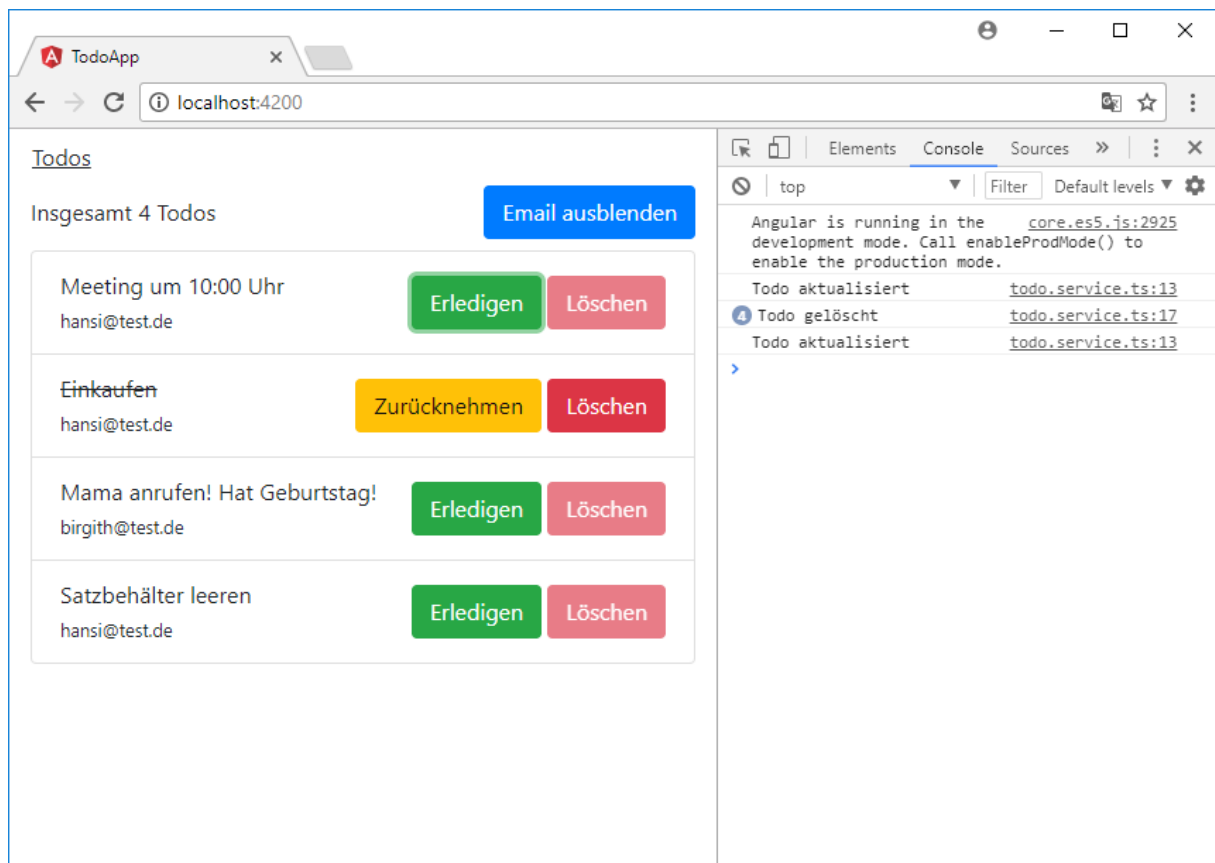 TodoApp
localhost:4200
Todos
Insgesamt 4 Todos
Email ausblenden
Meeting um 10:00 Uhr
hansi@test.de
Erledigen
Löschen
Einkaufen
hansi@test.de
Zurücknehmen
Löschen
Mama anrufen! Hat Geburtstag!
birgith@test.de
Erledigen
Löschen
Satzbehälter leeren
hansi@test.de
Erledigen
Löschen
Elements Console Sources »
top Filter Default levels
Angular is running in the core.es5.js:2925
development mode. Call enableProdMode() to
enable the production mode.
Todo aktualisiert todo.service.ts:13
4 Todo gelöscht todo.service.ts:17
Todo aktualisiert todo.service.ts:13